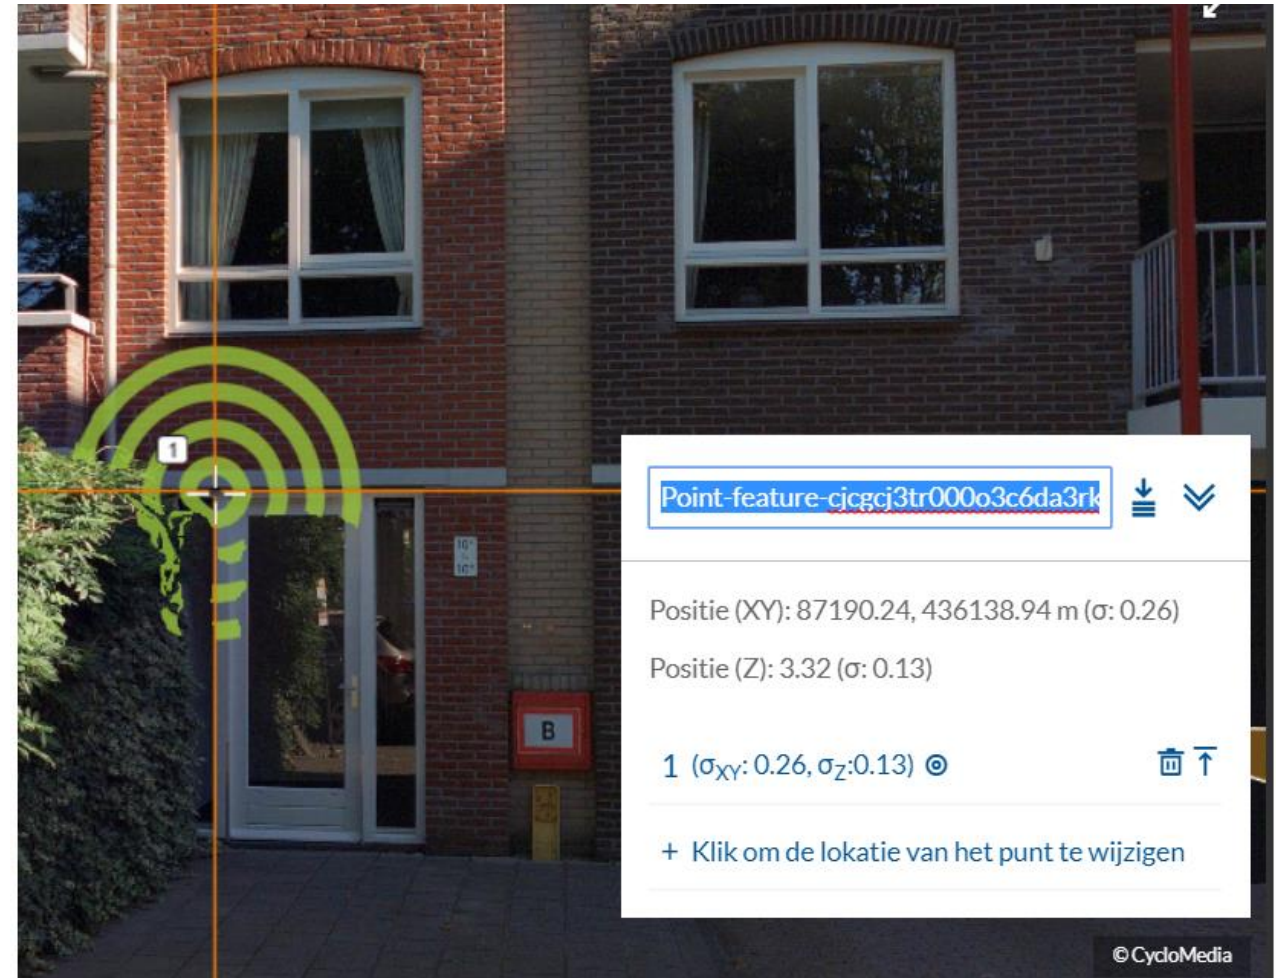 1
Point-feature-cjcgcj3tr000o3c6da3rk
Positie (XY): 87190.24, 436138.94 m (σ: 0.26)
Positie (Z): 3.32 (σ: 0.13)
B
1 (σXY: 0.26, σZ:0.13)
+ Klik om de lokatie van het punt te wijzigen
© CycloMedia